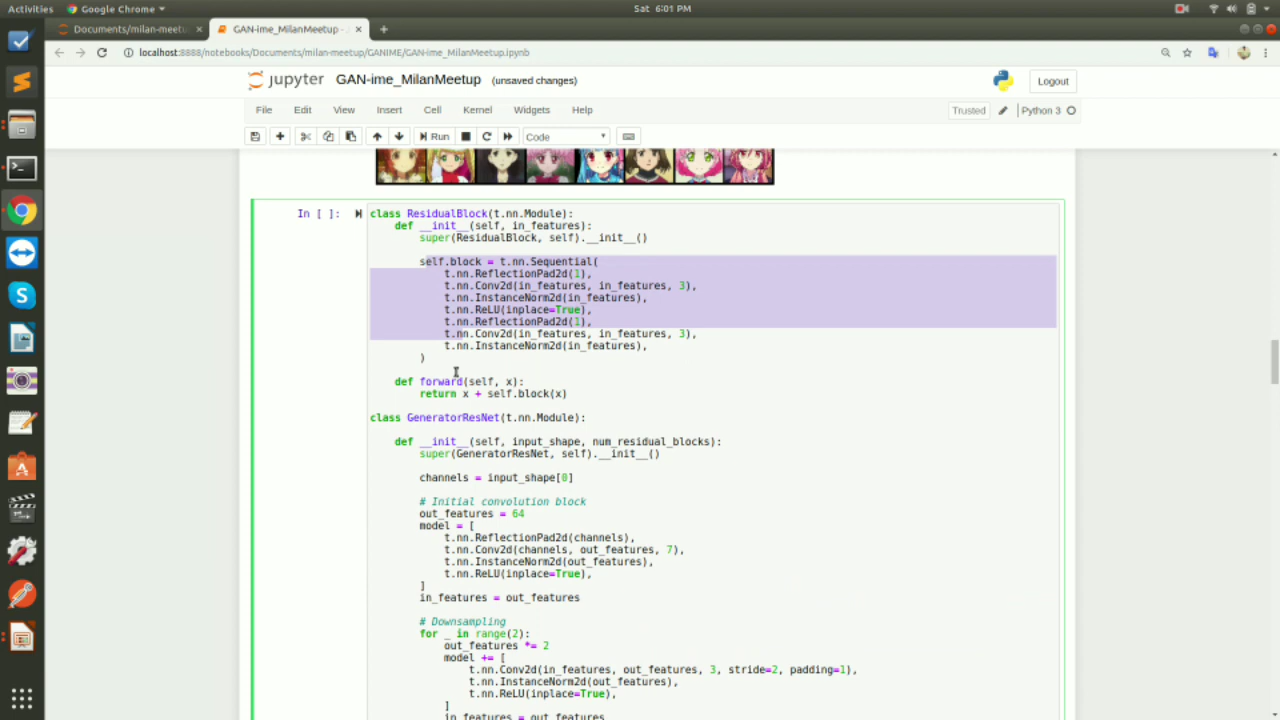 Activities
Google Chrome
Sat 6:01 PM
Documents/milan-meetu
GAN-ime_MilanMeetup -
localhost:8888/notebooks/Documents/milan-meetup/GANIME/GAN-ime_MilanMeetup.ipynb
jupyter GAN-ime_MilanMeetup (unsaved changes)
Logout
File Edit View Insert Cell Kernel Widgets Help
Trusted Python 3
Run
Code
In [ ]:
class ResidualBlock(t.nn.Module):
    def __init__(self, in_features):
        super(ResidualBlock, self).__init__()
        self.block = t.nn.Sequential(
            t.nn.ReflectionPad2d(1),
            t.nn.Conv2d(in_features, in_features, 3),
            t.nn.InstanceNorm2d(in_features),
            t.nn.ReLU(inplace=True),
            t.nn.ReflectionPad2d(1),
            t.nn.Conv2d(in_features, in_features, 3),
            t.nn.InstanceNorm2d(in_features),
        )
    def forward(self, x):
        return x + self.block(x)
class GeneratorResNet(t.nn.Module):
    def __init__(self, input_shape, num_residual_blocks):
        super(GeneratorResNet, self).__init__()
        channels = input_shape[0]
        # Initial convolution block
        out_features = 64
        model = [
            t.nn.ReflectionPad2d(channels),
            t.nn.Conv2d(channels, out_features, 7),
            t.nn.InstanceNorm2d(out_features),
            t.nn.ReLU(inplace=True),
        ]
        in_features = out_features
        # Downsampling
        for _ in range(2):
            out_features *= 2
            model += [
                t.nn.Conv2d(in_features, out_features, 3, stride=2, padding=1),
                t.nn.InstanceNorm2d(out_features),
                t.nn.ReLU(inplace=True),
            ]
            in_features = out_features